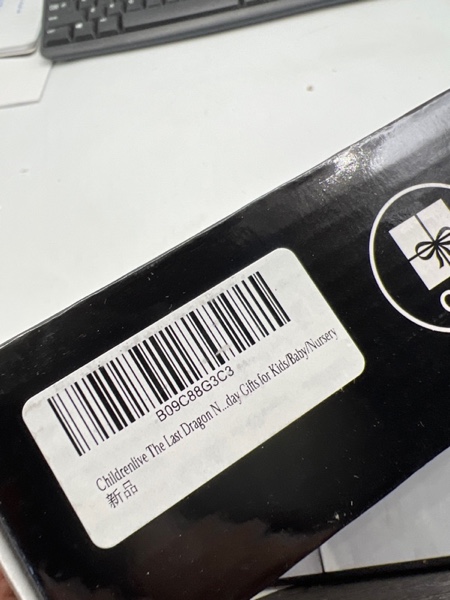 B09C88G3C3
Childrenlive The Last Dragon N...day Gifts for Kids/Baby/Nursery
新品